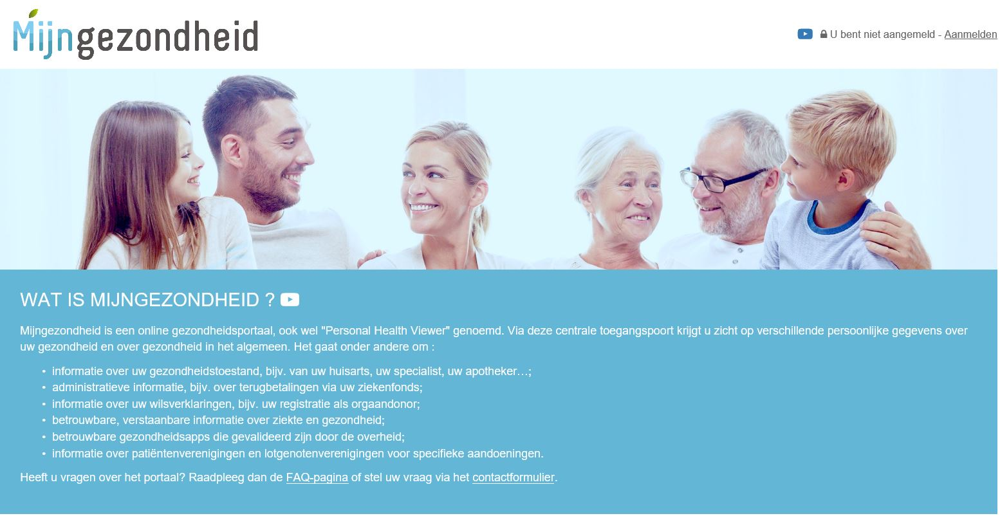 Mijngezondheid
U bent niet aangemeld - Aanmelden
WAT IS MIJNGEZONDHEID ?
Mijngezondheid is een online gezondheidsportaal, ook wel "Personal Health Viewer" genoemd. Via deze centrale toegangspoort krijgt u zicht op verschillende persoonlijke gegevens over
uw gezondheid en over gezondheid in het algemeen. Het gaat onder andere om :
• informatie over uw gezondheidstoestand, bijv. van uw huisarts, uw specialist, uw apotheker…;
• administratieve informatie, bijv. over terugbetalingen via uw ziekenfonds;
• informatie over uw wilsverklaringen, bijv. uw registratie als orgaandonor;
• betrouwbare, verstaanbare informatie over ziekte en gezondheid;
• betrouwbare gezondheidsapps die gevalideerd zijn door de overheid;
• informatie over patiëntenverenigingen en lotgenotenverenigingen voor specifieke aandoeningen.
Heeft u vragen over het portaal? Raadpleeg dan de FAQ-pagina of stel uw vraag via het contactformulier.